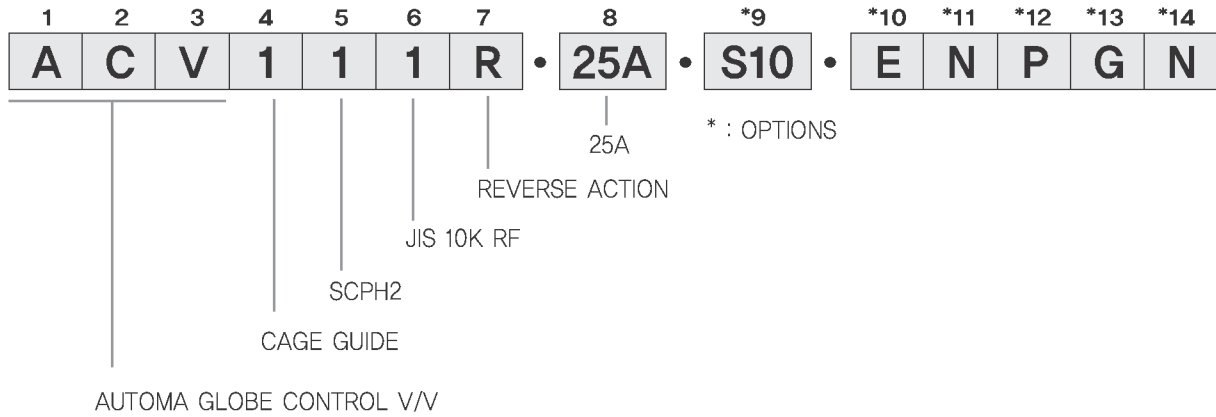 1 2 3 4 5 6 7 8 *9 *10 *11 *12 *13 *14
A C V 1 1 1 R • 25A • S10 • E N P G N
* : OPTIONS
25A
REVERSE ACTION
JIS 10K RF
SCPH2
CAGE GUIDE
AUTOMA GLOBE CONTROL V/V